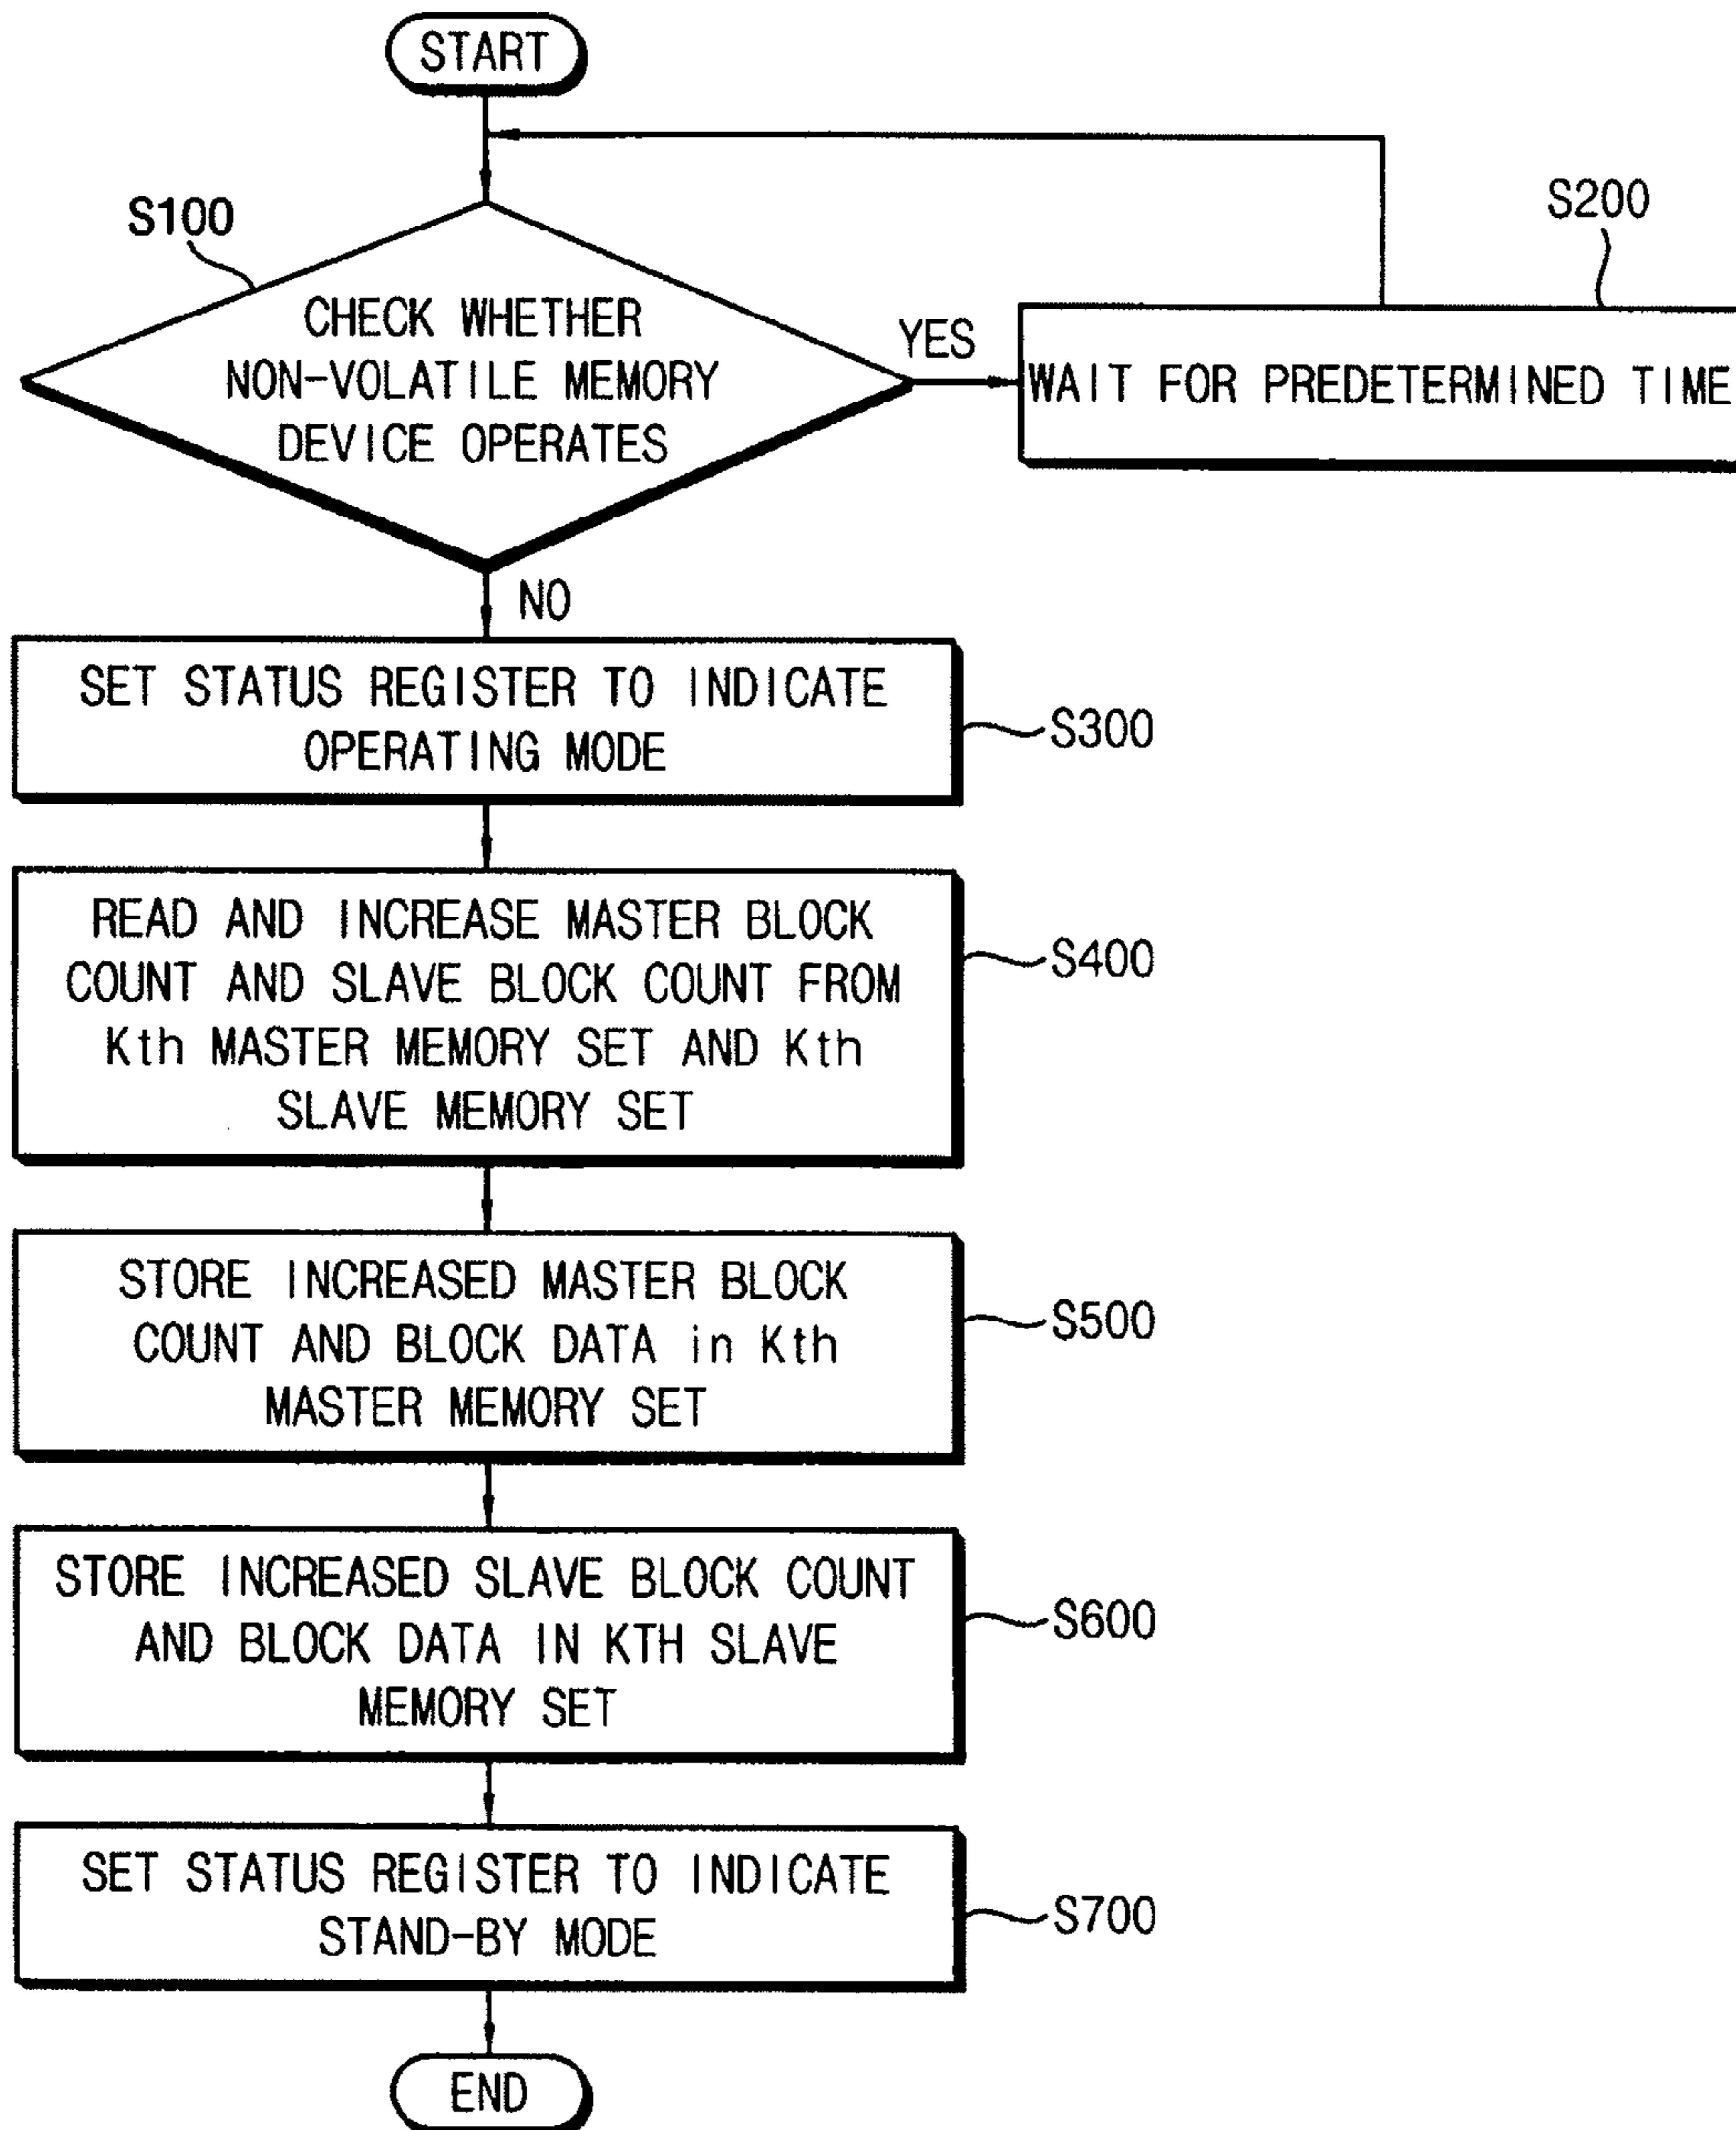 START
S100
S200
CHECK WHETHER
NON-VOLATILE MEMORY
DEVICE OPERATES
YES
WAIT FOR PREDETERMINED TIME
NO
SET STATUS REGISTER TO INDICATE
OPERATING MODE
S300
READ AND INCREASE MASTER BLOCK
COUNT AND SLAVE BLOCK COUNT FROM
Kth MASTER MEMORY SET AND Kth
SLAVE MEMORY SET
S400
STORE INCREASED MASTER BLOCK
COUNT AND BLOCK DATA in Kth
MASTER MEMORY SET
S500
STORE INCREASED SLAVE BLOCK COUNT
AND BLOCK DATA IN KTH SLAVE
MEMORY SET
S600
SET STATUS REGISTER TO INDICATE
STAND-BY MODE
S700
END